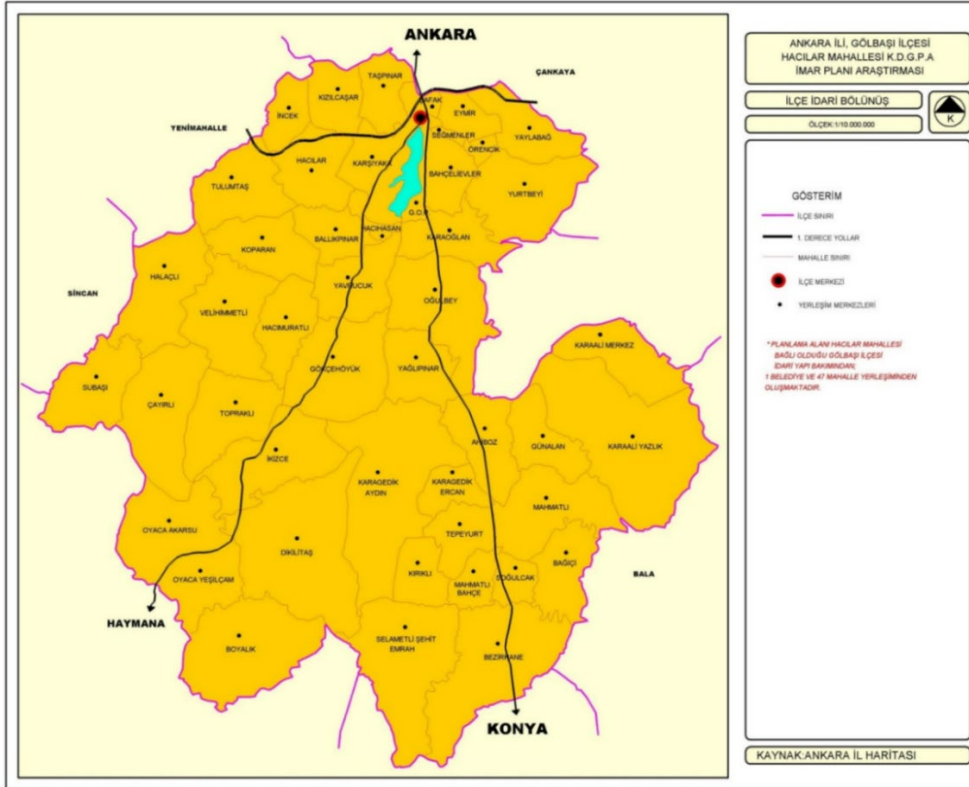 ANKARA
ÇANKAYA
TAŞPINAR
KIZILCAŞAR
İNCEK
EYMİR
YAYLABAĞ
SEĞMENLER
ÖRENCİK
YENİMAHALLE
HACILAR
KARŞIYAKA
BAHÇELİEVLER
TULUMTAŞ
YURTBEYİ
G.O.P
HACIHASAN
BALLIKPINAR
KARAOĞLAN
KOPARAN
HALAÇLI
YAVRUCUK
OĞULBEY
SİNCAN
VELİHİMMETLİ
HACIMURATLI
KARAALİ MERKEZ
GÖKÇEHÖYÜK
YAĞLIPINAR
SUBAŞI
ÇAYIRLI
TOPRAKLI
GÜNALAN
KARAALİ YAZLIK
İKİZCE
KARAGEDİK
AYDIN
KARAGEDİK
ERCAN
MAHMATLI
OYACA AKARSU
TEPEYURT
DİKİLİTAŞ
BAĞİÇİ
OYACA YEŞİLÇAM
KIRIKLI
MAHMATLI
BAHÇE
BALA
HAYMANA
BOYALIK
SELAMETLİ ŞEHİT
EMRAH
BEZİRHANE
KONYA
ANKARA İLİ, GÖLBAŞI İLÇESİ
HACILAR MAHALLESİ K.D.G.P.A
İMAR PLANI ARAŞTIRMASI
İLÇE İDARİ BÖLÜNÜŞ
ÖLÇEK:1/10.000.000
K
GÖSTERİM
İLÇE SINIRI
1. DERECE YOLLAR
MAHALLE SINIRI
İLÇE MERKEZİ
YERLEŞİM MERKEZLERİ
* PLANLAMA ALANI HACILAR MAHALLESİ
BAĞLI OLDUĞU GÖLBAŞI İLÇESİ
İDARİ YAPI BAKIMINDAN;
1 BELEDİYE VE 47 MAHALLE YERLEŞİMİNDEN
OLUŞMAKTADIR.
KAYNAK:ANKARA İL HARİTASI